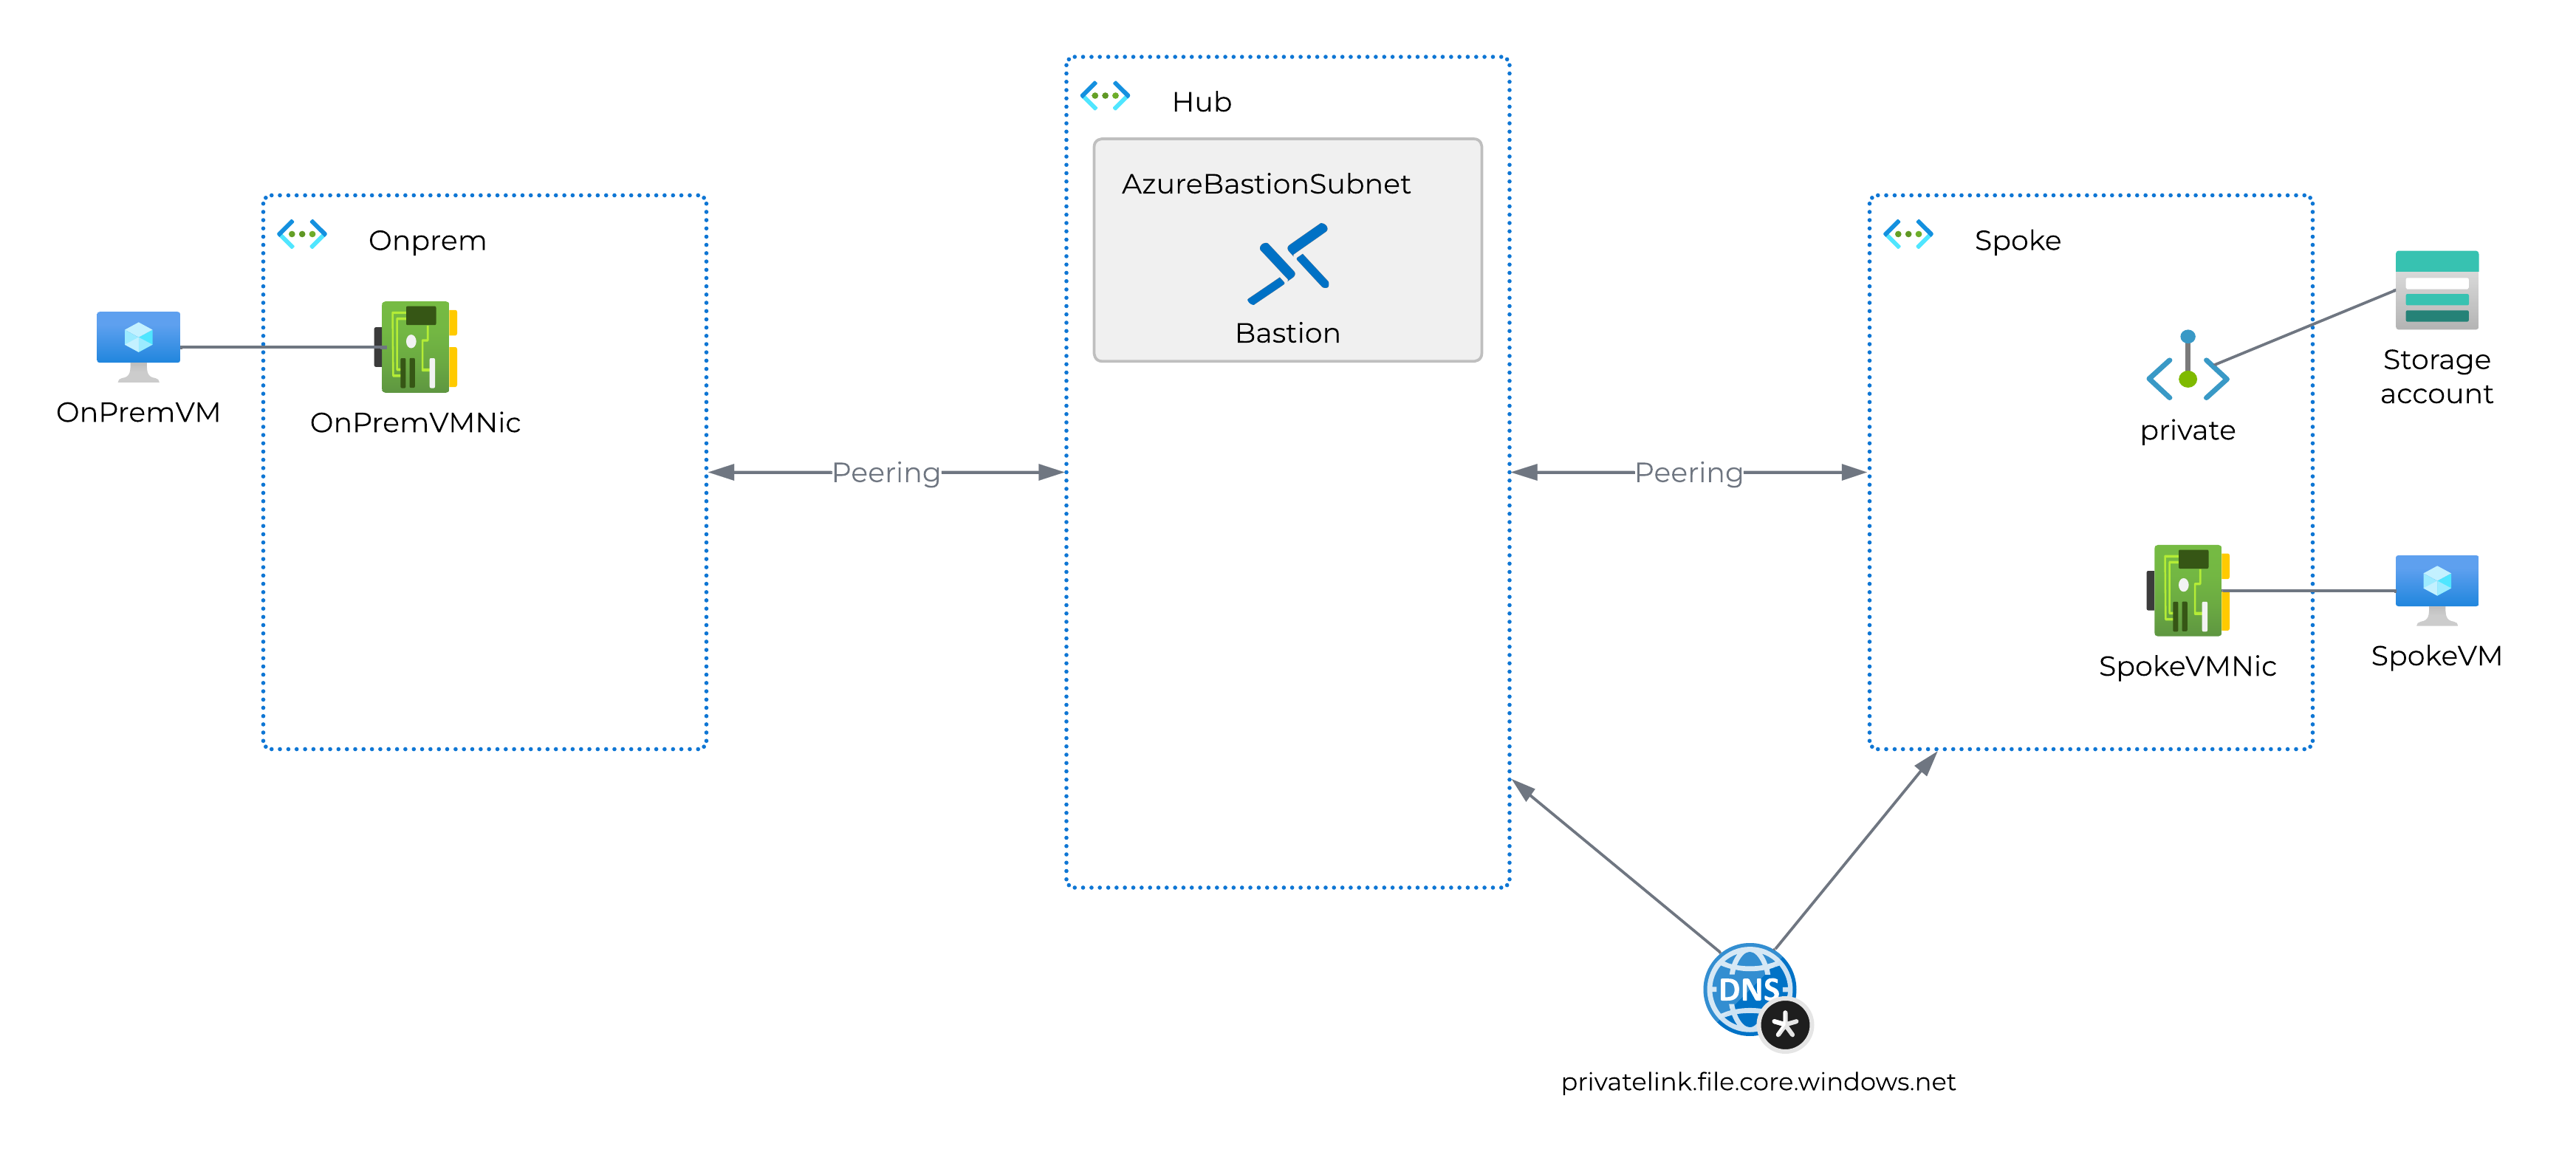 Hub
AzureBastionSubnet
Bastion
Onprem
OnPremVM
OnPremVMNic
Peering
Peering
Spoke
private
Storage
account
SpokeVMNic
SpokeVM
DNS
*
privatelink.file.core.windows.net